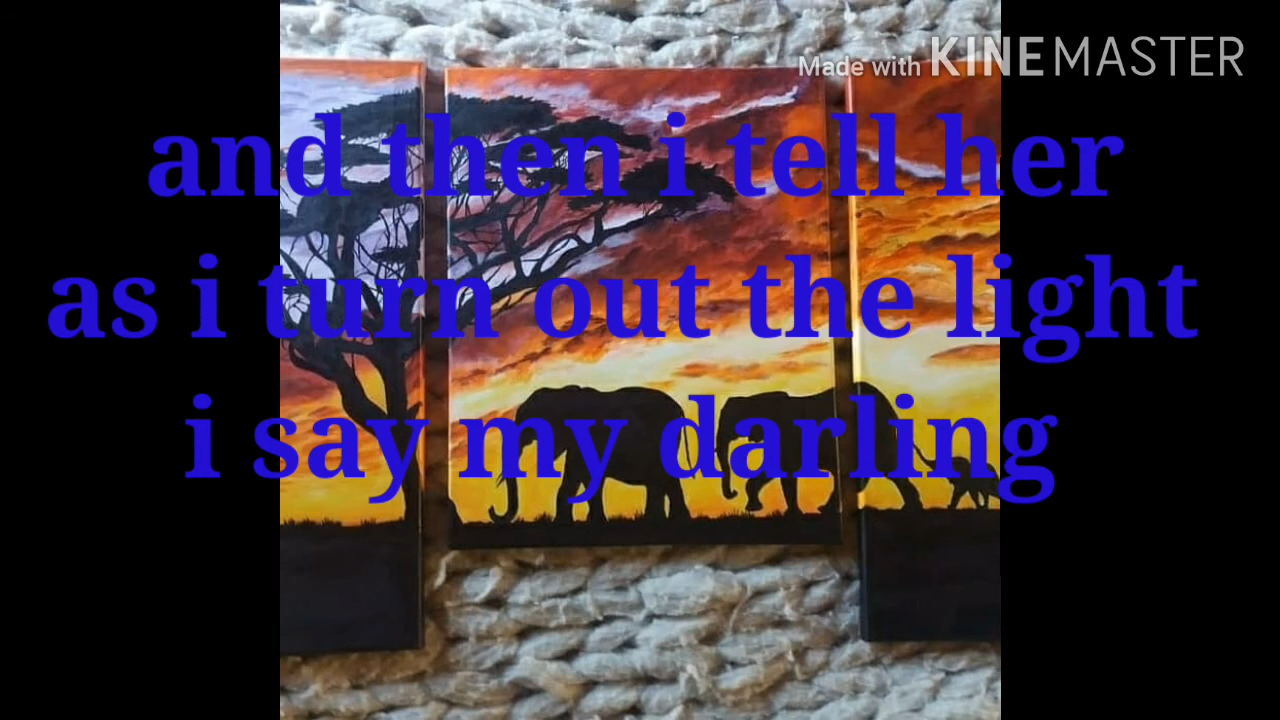 Made with KINEMASTER
and then i tell her
as i turn out the light
i say my darling